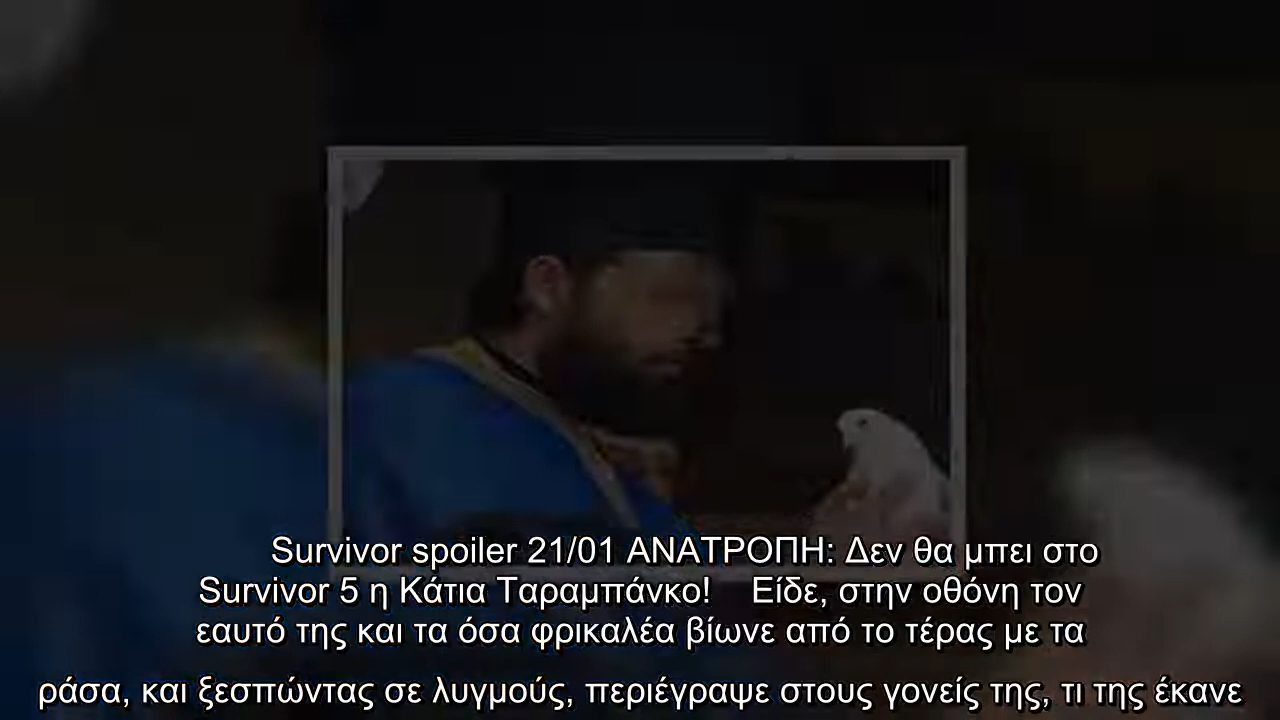 Survivor spoiler 21/01 ΑΝΑΤΡΟΠΗ: Δεν θα μπει στο
Survivor 5 η Κάτια Ταραμπάνκο! Είδε, στην οθόνη τον
εαυτό της και τα όσα φρικαλέα βίωνε από το τέρας με τα
ράσα, και ξεσπώντας σε λυγμούς, περιέγραψε στους γονείς της, τι της έκανε